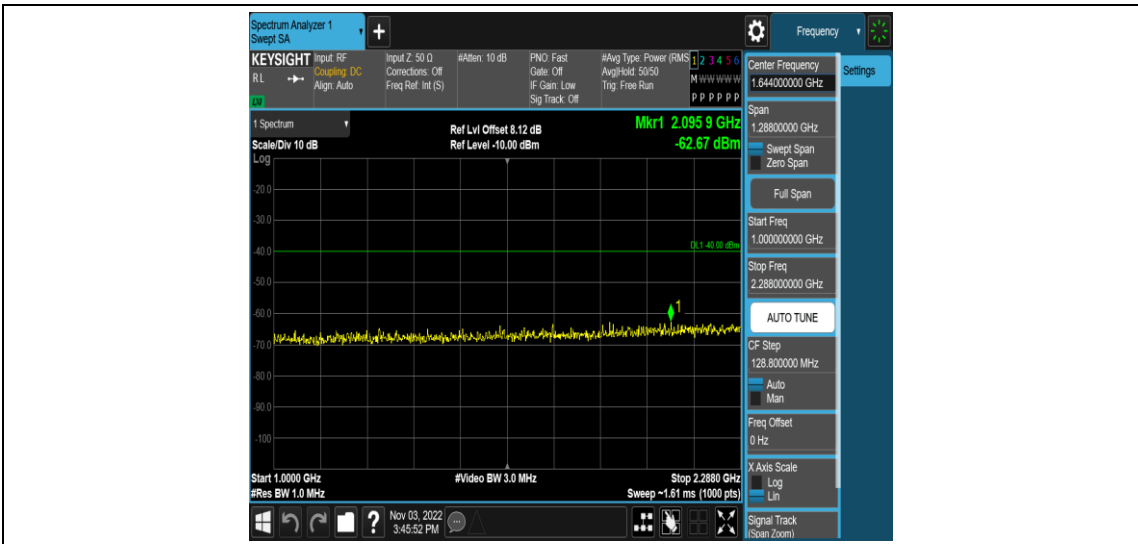 Spectrum Analyzer 1
Swept SA
+
Frequency
KEYSIGHT
RL
LXI
Input: RF
Coupling: DC
Align: Auto
Input Z: 50 Ω
Corrections: Off
Freq Ref: Int (S)
#Atten: 10 dB
PNO: Fast
Gate: Off
IF Gain: Low
Sig Track: Off
#Avg Type: Power (RMS
Avg|Hold: 50/50
Trig: Free Run
1 2 3 4 5 6
M W W W W W
P P P P P P
1 Spectrum
Scale/Div 10 dB
Log
Ref Lvl Offset 8.12 dB
Ref Level -10.00 dBm
Mkr1 2.095 9 GHz
-62.67 dBm
-20.0
-30.0
-40.0
DL1 -40.00 dBm
-50.0
-60.0
1
-70.0
-80.0
-90.0
-100
Start 1.0000 GHz
#Res BW 1.0 MHz
#Video BW 3.0 MHz
Stop 2.2880 GHz
Sweep ~1.61 ms (1000 pts)
?
Nov 03, 2022
3:45:52 PM
Center Frequency
1.644000000 GHz
Settings
Span
1.28800000 GHz
Swept Span
Zero Span
Full Span
Start Freq
1.000000000 GHz
Stop Freq
2.288000000 GHz
AUTO TUNE
CF Step
128.800000 MHz
Auto
Man
Freq Offset
0 Hz
X Axis Scale
Log
Lin
Signal Track
(Span Zoom)